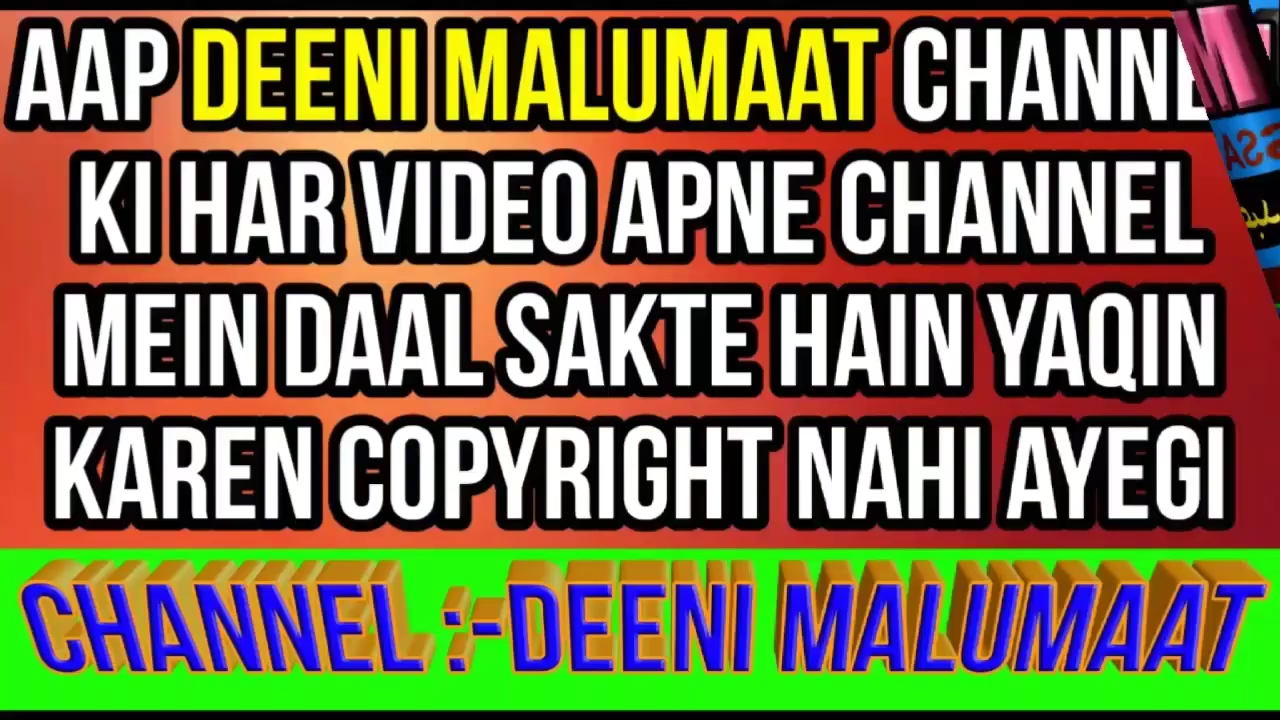 AAP DEENI MALUMAAT CHANNE
KI HAR VIDEO APNE CHANNEL
MEIN DAAL SAKTE HAIN YAQIN
KAREN COPYRIGHT NAHI AYEGI
CHANNEL :-DEENI MALUMAAT